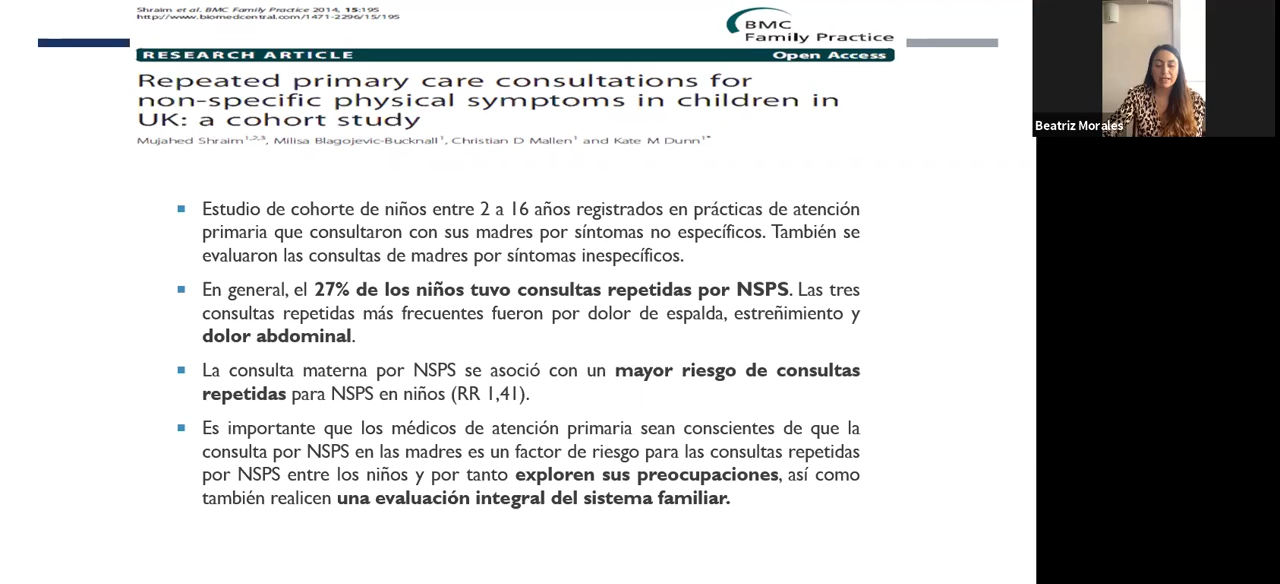 Shraim et al. BMC Family Practice 2014, 15:195
http://www.biomedcentral.com/1471-2296/15/195
BMC
Family Practice
RESEARCH ARTICLE
Open Access
Repeated primary care consultations for
non-specific physical symptoms in children in
UK: a cohort study
Mujahed Shraim1,2,3, Milisa Blagojevic-Bucknall1, Christian D Mallen1 and Kate M Dunn1*
Beatriz Morales
Estudio de cohorte de niños entre 2 a 16 años registrados en prácticas de atención
primaria que consultaron con sus madres por síntomas no específicos. También se
evaluaron las consultas de madres por síntomas inespecíficos.
En general, el 27% de los niños tuvo consultas repetidas por NSPS. Las tres
consultas repetidas más frecuentes fueron por dolor de espalda, estreñimiento y
dolor abdominal.
La consulta materna por NSPS se asoció con un mayor riesgo de consultas
repetidas para NSPS en niños (RR 1,41).
Es importante que los médicos de atención primaria sean conscientes de que la
consulta por NSPS en las madres es un factor de riesgo para las consultas repetidas
por NSPS entre los niños y por tanto exploren sus preocupaciones, así como
también realicen una evaluación integral del sistema familiar.